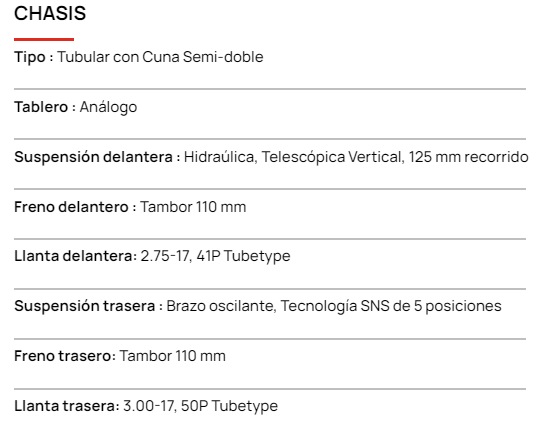 CHASIS
Tipo : Tubular con Cuna Semi-doble
Tablero : Análogo
Suspensión delantera : Hidraúlica, Telescópica Vertical, 125 mm recorrido
Freno delantero : Tambor 110 mm
Llanta delantera: 2.75-17, 41P Tubetype
Suspensión trasera : Brazo oscilante, Tecnología SNS de 5 posiciones
Freno trasero: Tambor 110 mm
Llanta trasera: 3.00-17, 50P Tubetype